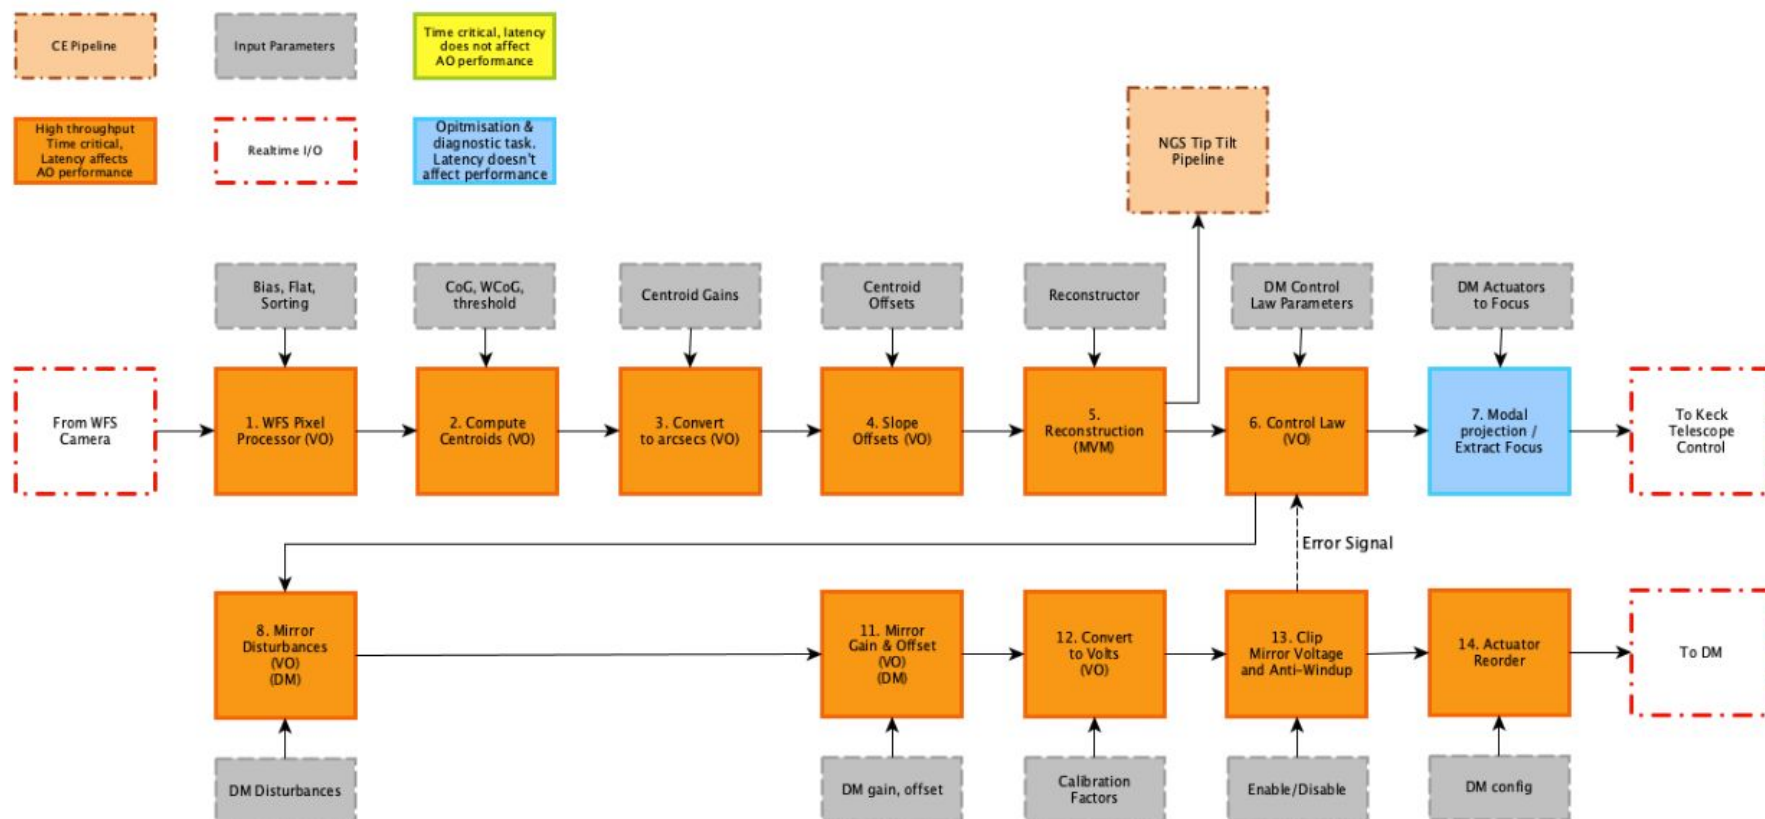 CE Pipeline
Input Parameters
Time critical, latency
does not affect
AO performance
High throughput
Time critical,
Latency affects
AO performance
Realtime I/O
Opitmisation &
diagnostic task.
Latency doesn't
affect performance
NGS Tip Tilt
Pipeline
Bias, Flat,
Sorting
CoG, WCoG,
threshold
Centroid Gains
Centroid
Offsets
Reconstructor
DM Control
Law Parameters
DM Actuators
to Focus
From WFS
Camera
1. WFS Pixel
Processor (VO)
2. Compute
Centroids (VO)
3. Convert
to arcsecs (VO)
4. Slope
Offsets (VO)
5.
Reconstruction
(MVM)
6. Control Law
(VO)
7. Modal
projection /
Extract Focus
To Keck
Telescope
Control
Error Signal
8. Mirror
Disturbances
(VO)
(DM)
11. Mirror
Gain & Offset
(VO)
(DM)
12. Convert
to Volts
(VO)
13. Clip
Mirror Voltage
and Anti-Windup
14. Actuator
Reorder
To DM
DM Disturbances
DM gain, offset
Calibration
Factors
Enable/Disable
DM config